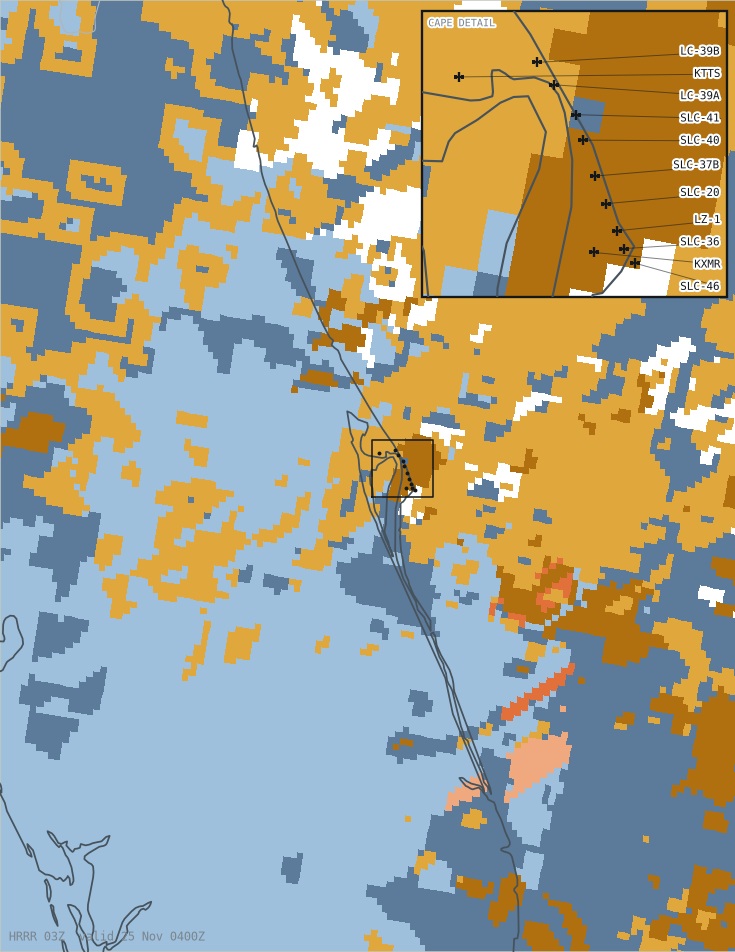 CAPE DETAIL
LC-39B
KTTS
LC-39A
SLC-41
SLC-40
SLC-37B
SLC-20
LZ-1
SLC-36
KXMR
SLC-46
HRRR 03Z valid 25 Nov 0400Z